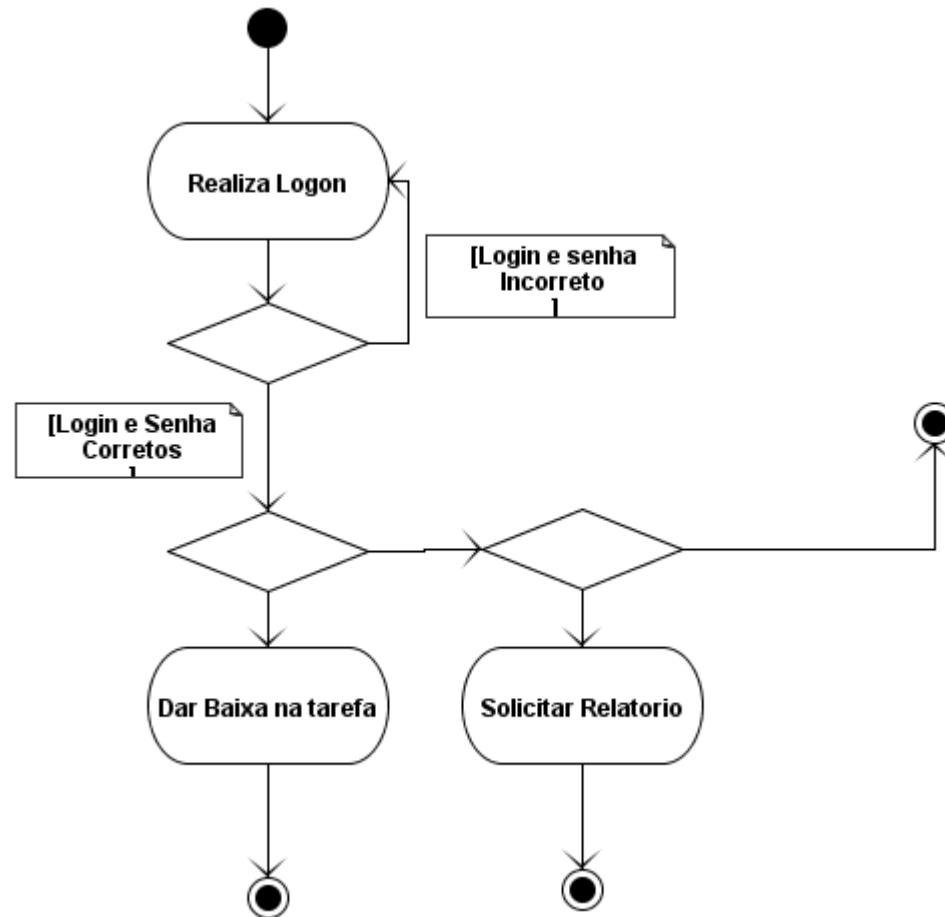 Realiza Logon
[Login e senha
Incorreto
]
[Login e Senha
Corretos
]
Dar Baixa na tarefa
Solicitar Relatorio